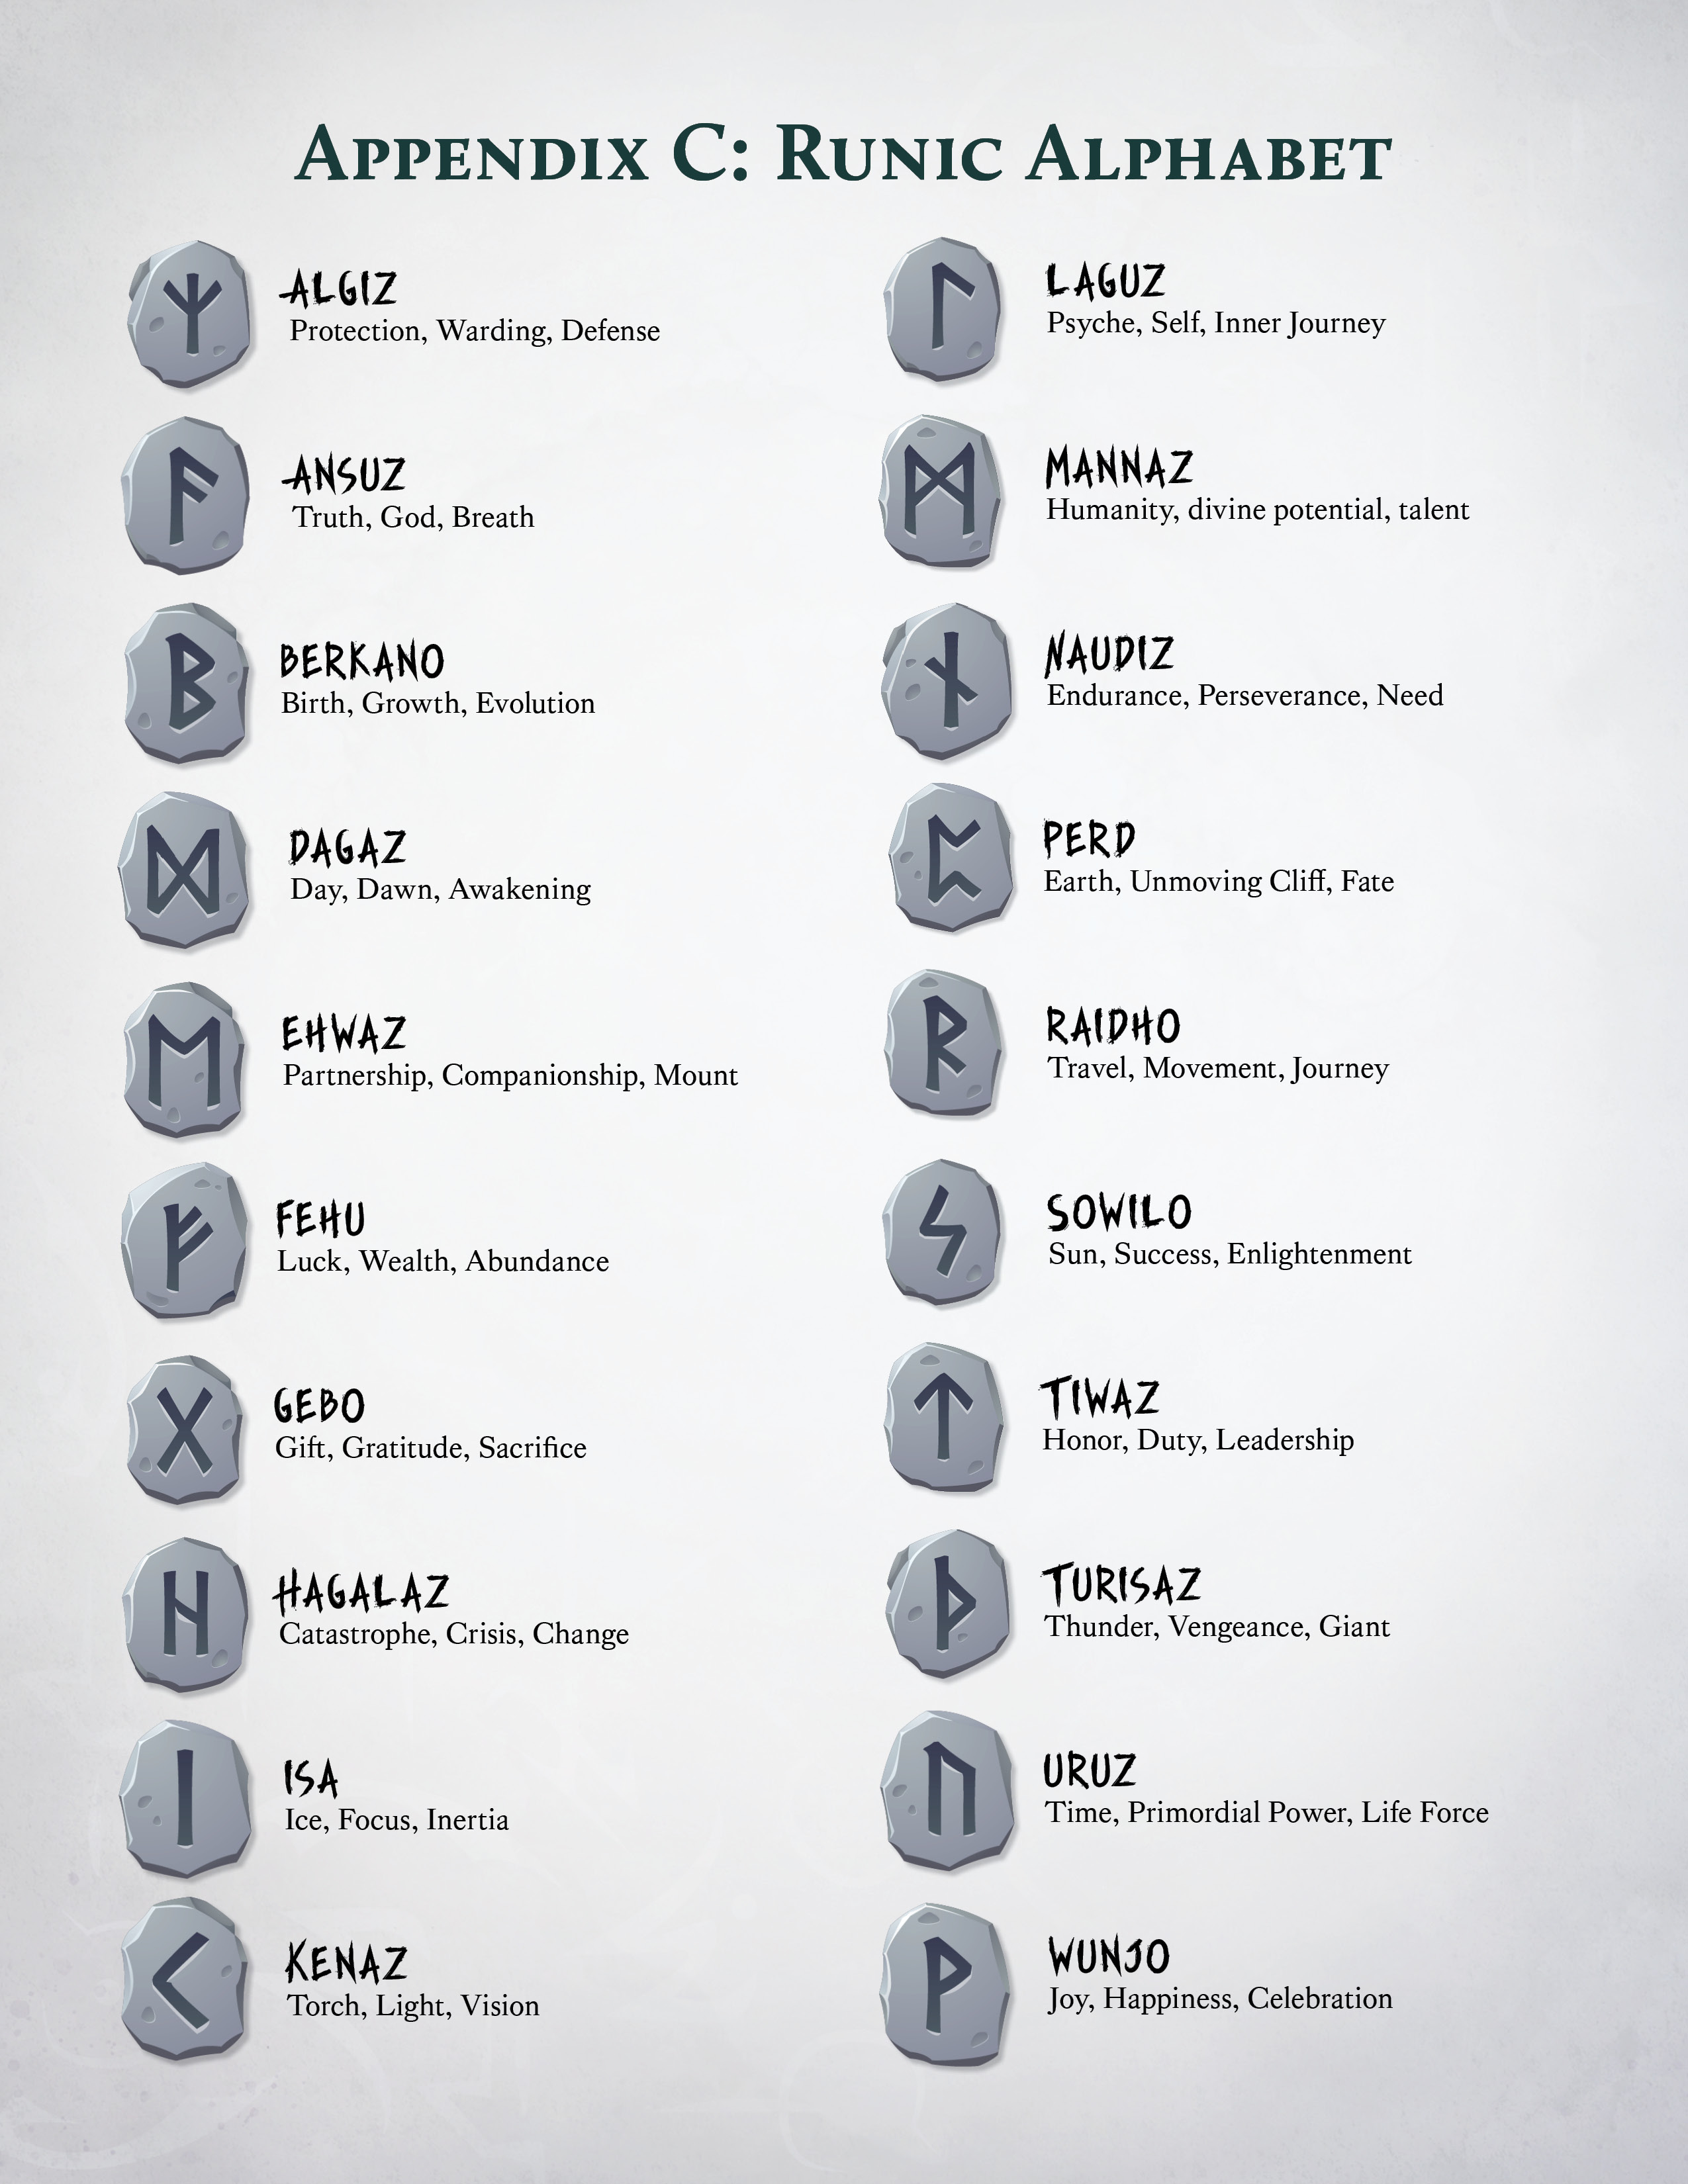 Appendix C: Runic Alphabet
ᛉ
ALGIZ
Protection, Warding, Defense
ᚨ
ANSUZ
Truth, God, Breath
ᛒ
BERKANO
Birth, Growth, Evolution
ᛞ
DAGAZ
Day, Dawn, Awakening
ᛖ
EHWAZ
Partnership, Companionship, Mount
ᚠ
FEHU
Luck, Wealth, Abundance
ᚷ
GEBO
Gift, Gratitude, Sacrifice
ᚺ
HAGALAZ
Catastrophe, Crisis, Change
ᛁ
ISA
Ice, Focus, Inertia
ᚲ
KENAZ
Torch, Light, Vision
ᛚ
LAGUZ
Psyche, Self, Inner Journey
ᛗ
MANNAZ
Humanity, divine potential, talent
ᚾ
NAUDIZ
Endurance, Perseverance, Need
ᛈ
PERD
Earth, Unmoving Cliff, Fate
ᚱ
RAIDHO
Travel, Movement, Journey
ᛋ
SOWILO
Sun, Success, Enlightenment
ᛏ
TIWAZ
Honor, Duty, Leadership
ᚦ
TURISAZ
Thunder, Vengeance, Giant
ᚢ
URUZ
Time, Primordial Power, Life Force
ᚹ
WUNJO
Joy, Happiness, Celebration